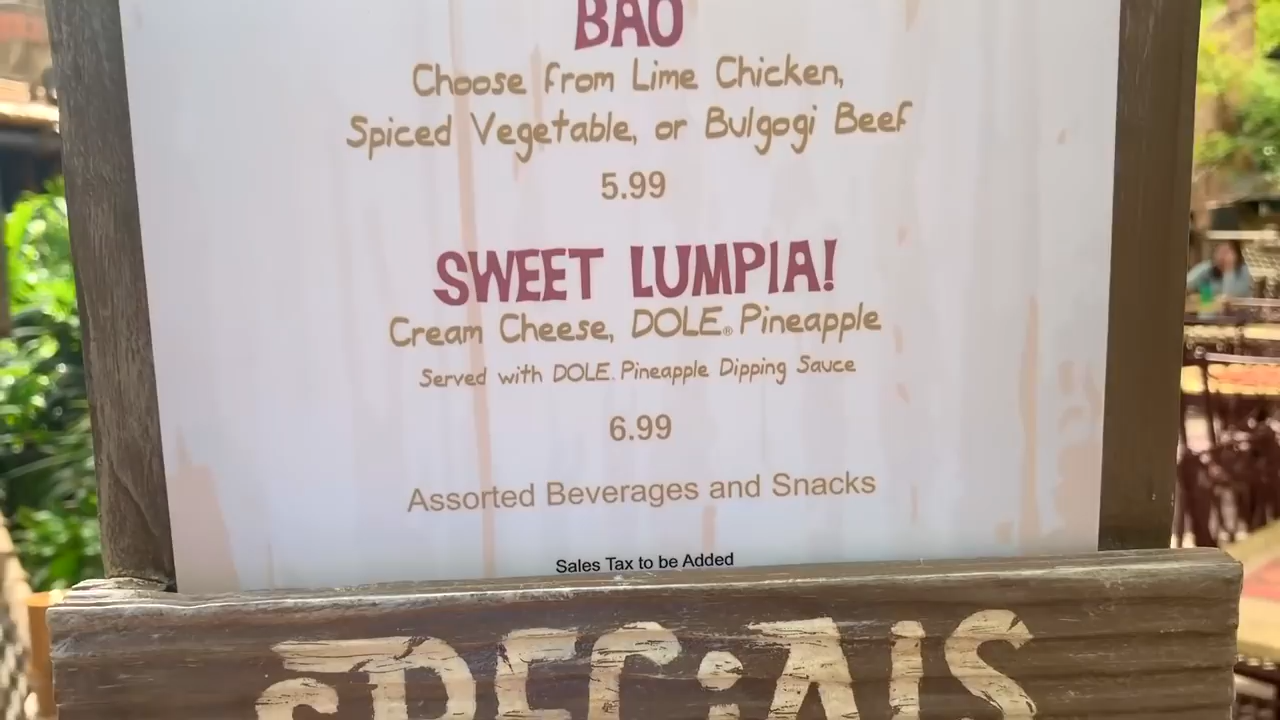 BAO
Choose from Lime Chicken,
Spiced Vegetable, or Bulgogi Beef
5.99
SWEET LUMPIA!
Cream Cheese, DOLE® Pineapple
Served with DOLE. Pineapple Dipping Sauce
6.99
Assorted Beverages and Snacks
Sales Tax to be Added
SPECIALS